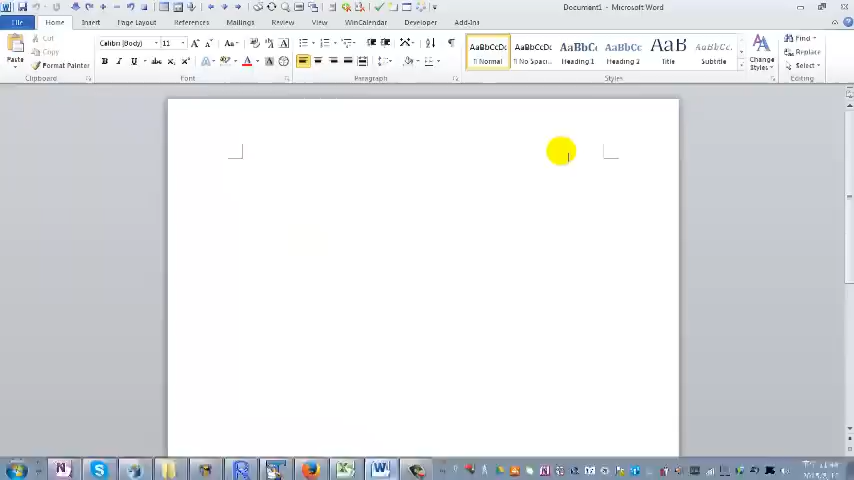 Document1 - Microsoft Word
File Home Insert Page Layout References Mailings Review View WinCalendar Developer Add-Ins
Paste
Cut
Copy
Format Painter
Clipboard
Calibri (Body) 11
Font
Paragraph
AaBbCcDc AaBbCcDc AaBbC AaBbCc AaB AaBbCc.
¶ Normal ¶ No Spaci... Heading 1 Heading 2 Title Subtitle
Styles
Change
Styles
Find
Replace
Select
Editing